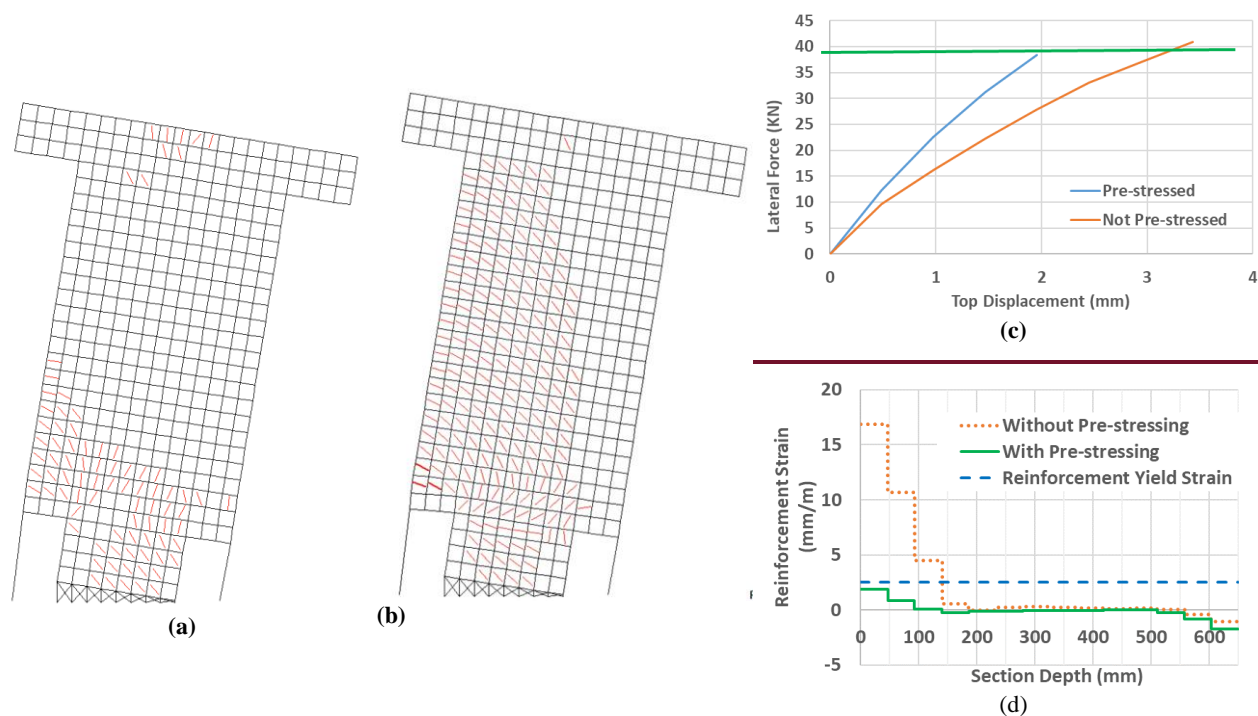 (a)
(b)
45
40
35
30
25
20
15
10
5
0
Lateral Force (KN)
Pre-stressed
Not Pre-stressed
0 1 2 3 4
Top Displacement (mm)
(c)
20
15
10
5
0
-5
Reinforcement Strain
(mm/m)
Without Pre-stressing
With Pre-stressing
Reinforcement Yield Strain
0 100 200 300 400 500 600
Section Depth (mm)
(d)